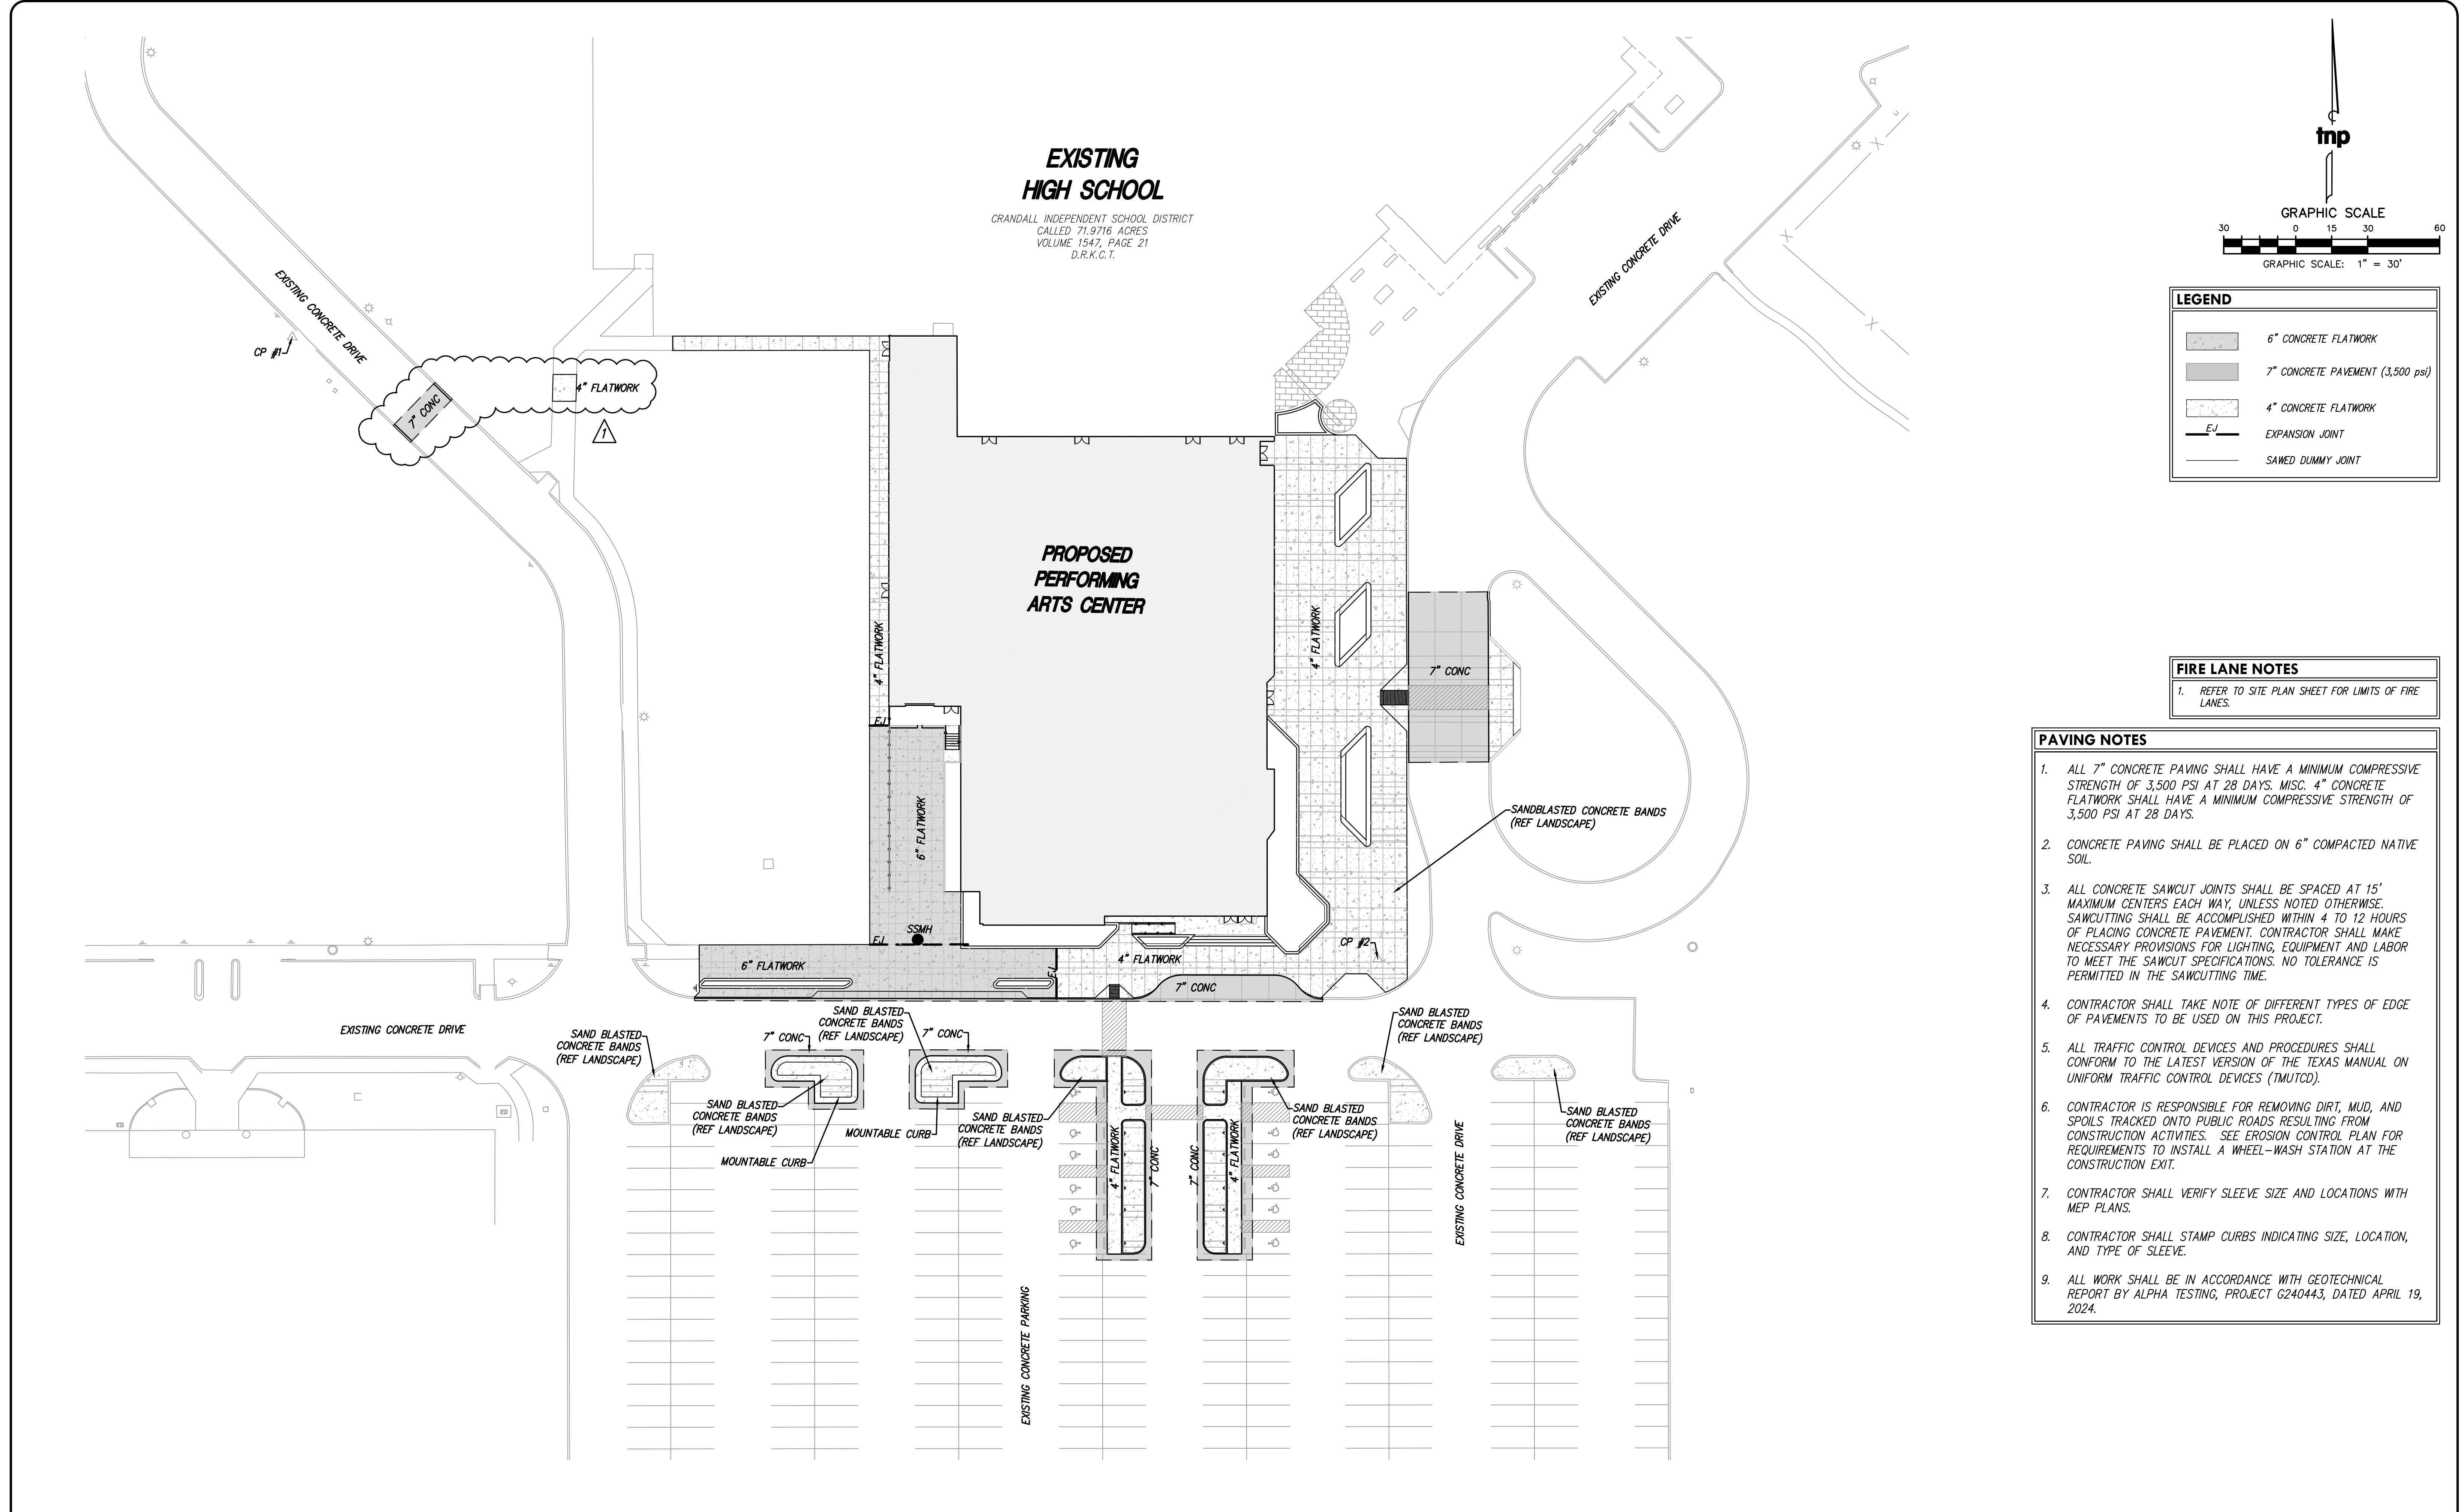 EXISTING
HIGH SCHOOL
CRANDALL INDEPENDENT SCHOOL DISTRICT
CALLED 71.9716 ACRES
VOLUME 1547, PAGE 21
D.R.K.C.T.
EXISTING CONCRETE DRIVE
EXISTING CONCRETE DRIVE
CP #1
4" FLATWORK
7" CONC
1
PROPOSED
PERFORMING
ARTS CENTER
4" FLATWORK
4" FLATWORK
7" CONC
EJ
6" FLATWORK
SANDBLASTED CONCRETE BANDS
(REF LANDSCAPE)
SSMH
EJ
CP #2
6" FLATWORK
EJ
4" FLATWORK
7" CONC
EXISTING CONCRETE DRIVE
SAND BLASTED
CONCRETE BANDS
(REF LANDSCAPE)
7" CONC
SAND BLASTED
CONCRETE BANDS
(REF LANDSCAPE)
7" CONC
SAND BLASTED
CONCRETE BANDS
(REF LANDSCAPE)
SAND BLASTED
CONCRETE BANDS
(REF LANDSCAPE)
MOUNTABLE CURB
MOUNTABLE CURB
SAND BLASTED
CONCRETE BANDS
(REF LANDSCAPE)
SAND BLASTED
CONCRETE BANDS
(REF LANDSCAPE)
SAND BLASTED
CONCRETE BANDS
(REF LANDSCAPE)
4" FLATWORK
7" CONC
7" CONC
4" FLATWORK
EXISTING CONCRETE DRIVE
EXISTING CONCRETE PARKING
tnp
GRAPHIC SCALE
30 0 15 30 60
GRAPHIC SCALE: 1" = 30'
LEGEND
6" CONCRETE FLATWORK
7" CONCRETE PAVEMENT (3,500 psi)
4" CONCRETE FLATWORK
EJ EXPANSION JOINT
SAWED DUMMY JOINT
FIRE LANE NOTES
1. REFER TO SITE PLAN SHEET FOR LIMITS OF FIRE
LANES.
PAVING NOTES
1. ALL 7" CONCRETE PAVING SHALL HAVE A MINIMUM COMPRESSIVE
STRENGTH OF 3,500 PSI AT 28 DAYS. MISC. 4" CONCRETE
FLATWORK SHALL HAVE A MINIMUM COMPRESSIVE STRENGTH OF
3,500 PSI AT 28 DAYS.
2. CONCRETE PAVING SHALL BE PLACED ON 6" COMPACTED NATIVE
SOIL.
3. ALL CONCRETE SAWCUT JOINTS SHALL BE SPACED AT 15'
MAXIMUM CENTERS EACH WAY, UNLESS NOTED OTHERWISE.
SAWCUTTING SHALL BE ACCOMPLISHED WITHIN 4 TO 12 HOURS
OF PLACING CONCRETE PAVEMENT. CONTRACTOR SHALL MAKE
NECESSARY PROVISIONS FOR LIGHTING, EQUIPMENT AND LABOR
TO MEET THE SAWCUT SPECIFICATIONS. NO TOLERANCE IS
PERMITTED IN THE SAWCUTTING TIME.
4. CONTRACTOR SHALL TAKE NOTE OF DIFFERENT TYPES OF EDGE
OF PAVEMENTS TO BE USED ON THIS PROJECT.
5. ALL TRAFFIC CONTROL DEVICES AND PROCEDURES SHALL
CONFORM TO THE LATEST VERSION OF THE TEXAS MANUAL ON
UNIFORM TRAFFIC CONTROL DEVICES (TMUTCD).
6. CONTRACTOR IS RESPONSIBLE FOR REMOVING DIRT, MUD, AND
SPOILS TRACKED ONTO PUBLIC ROADS RESULTING FROM
CONSTRUCTION ACTIVITIES. SEE EROSION CONTROL PLAN FOR
REQUIREMENTS TO INSTALL A WHEEL-WASH STATION AT THE
CONSTRUCTION EXIT.
7. CONTRACTOR SHALL VERIFY SLEEVE SIZE AND LOCATIONS WITH
MEP PLANS.
8. CONTRACTOR SHALL STAMP CURBS INDICATING SIZE, LOCATION,
AND TYPE OF SLEEVE.
9. ALL WORK SHALL BE IN ACCORDANCE WITH GEOTECHNICAL
REPORT BY ALPHA TESTING, PROJECT G240443, DATED APRIL 19,
2024.